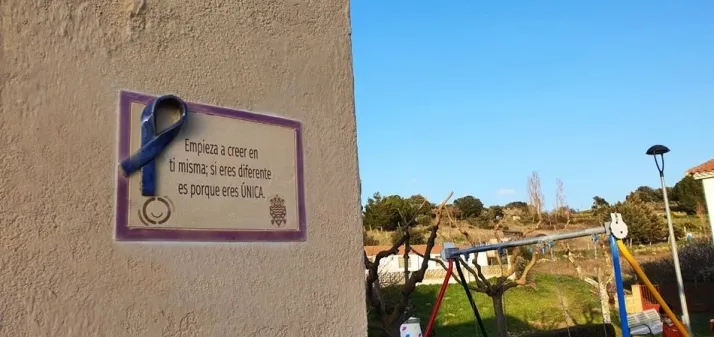 Empieza a creer en
ti misma; si eres diferente
es porque eres ÚNICA.